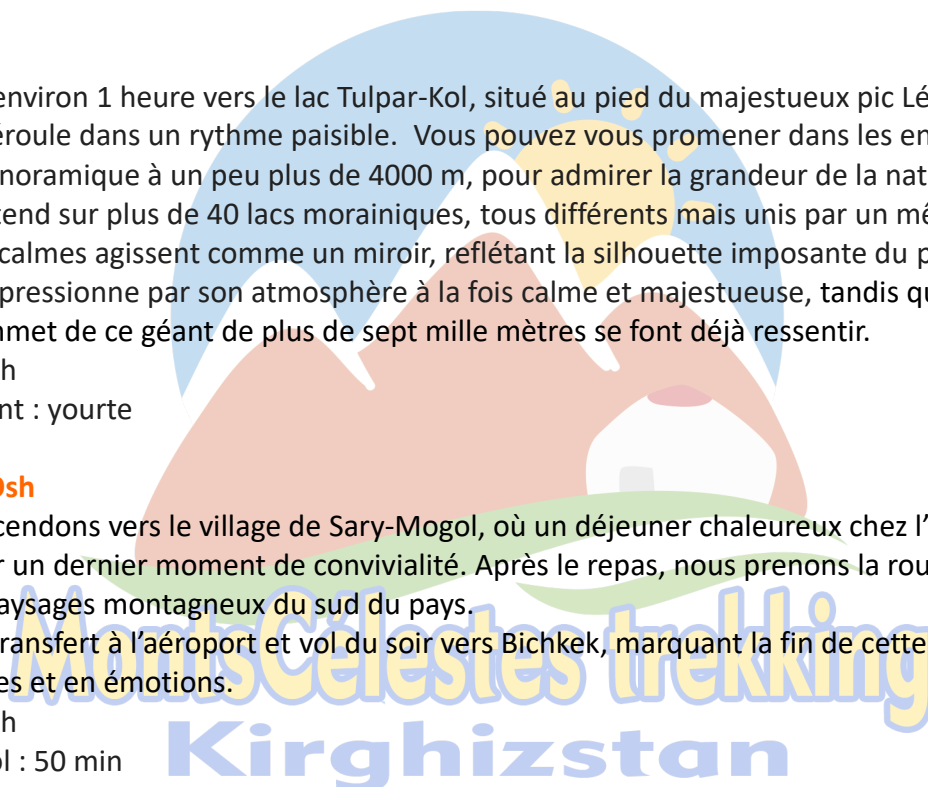 environ 1 heure vers le lac Tulpar-Kol, situé au pied du majestueux pic Lé
éroule dans un rythme paisible.  Vous pouvez vous promener dans les en
noramique à un peu plus de 4000 m, pour admirer la grandeur de la nat
tend sur plus de 40 lacs morainiques, tous différents mais unis par un mê
calmes agissent comme un miroir, reflétant la silhouette imposante du p
pressionne par son atmosphère à la fois calme et majestueuse, tandis qu
mmet de ce géant de plus de sept mille mètres se font déjà ressentir.
h
nt : yourte
Osh
cendons vers le village de Sary-Mogol, où un déjeuner chaleureux chez l’
r un dernier moment de convivialité. Après le repas, nous prenons la rou
aysages montagneux du sud du pays.
ransfert à l’aéroport et vol du soir vers Bichkek, marquant la fin de cette
es et en émotions.
h
ol : 50 min
MontsCélestes trekking
Kirghizstan